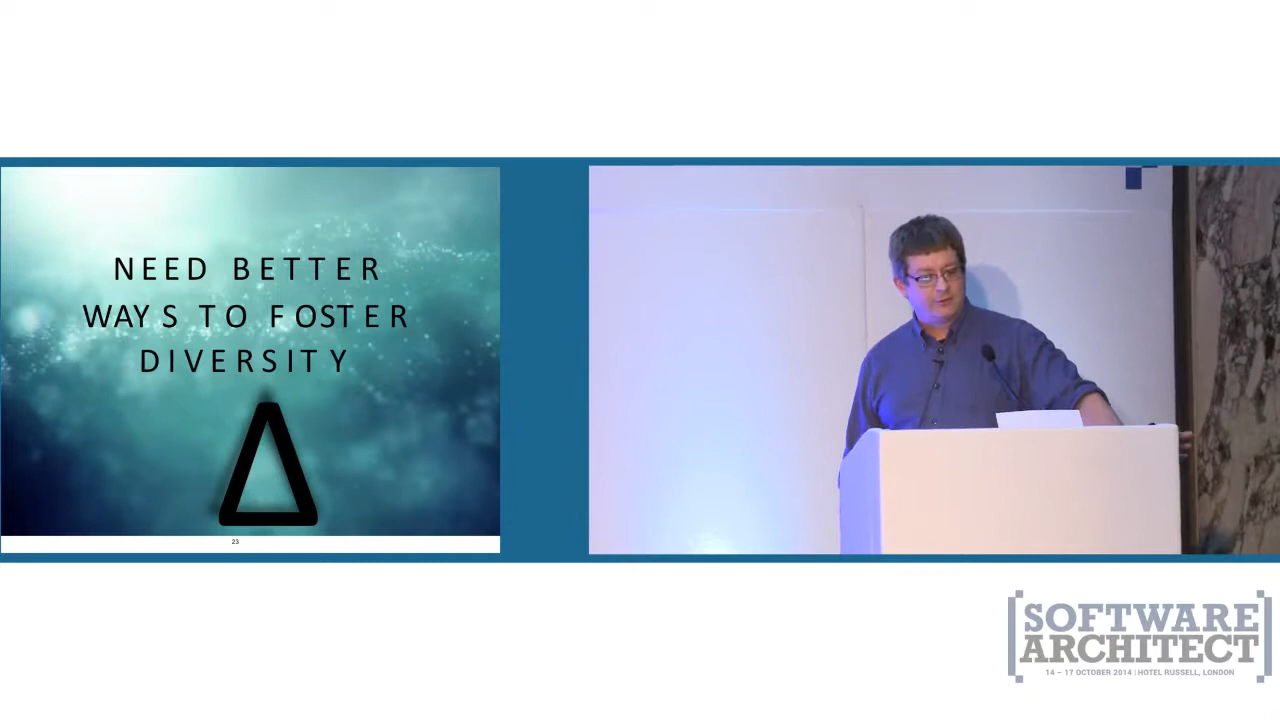 NEED BETTER
WAYS TO FOSTER
DIVERSITY
Δ
23
[SOFTWARE
ARCHITECT]
14 – 17 OCTOBER 2014 | HOTEL RUSSELL, LONDON